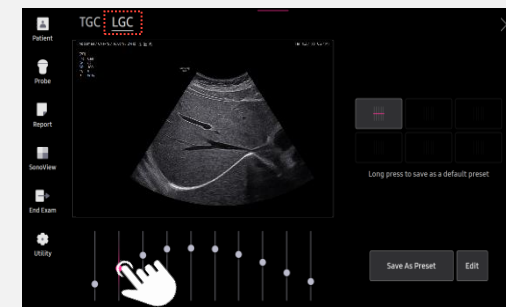 TGC LGC
Patient
Probe
Report
SonoView
End Exam
Utility
Long press to save as a default preset
Save As Preset Edit